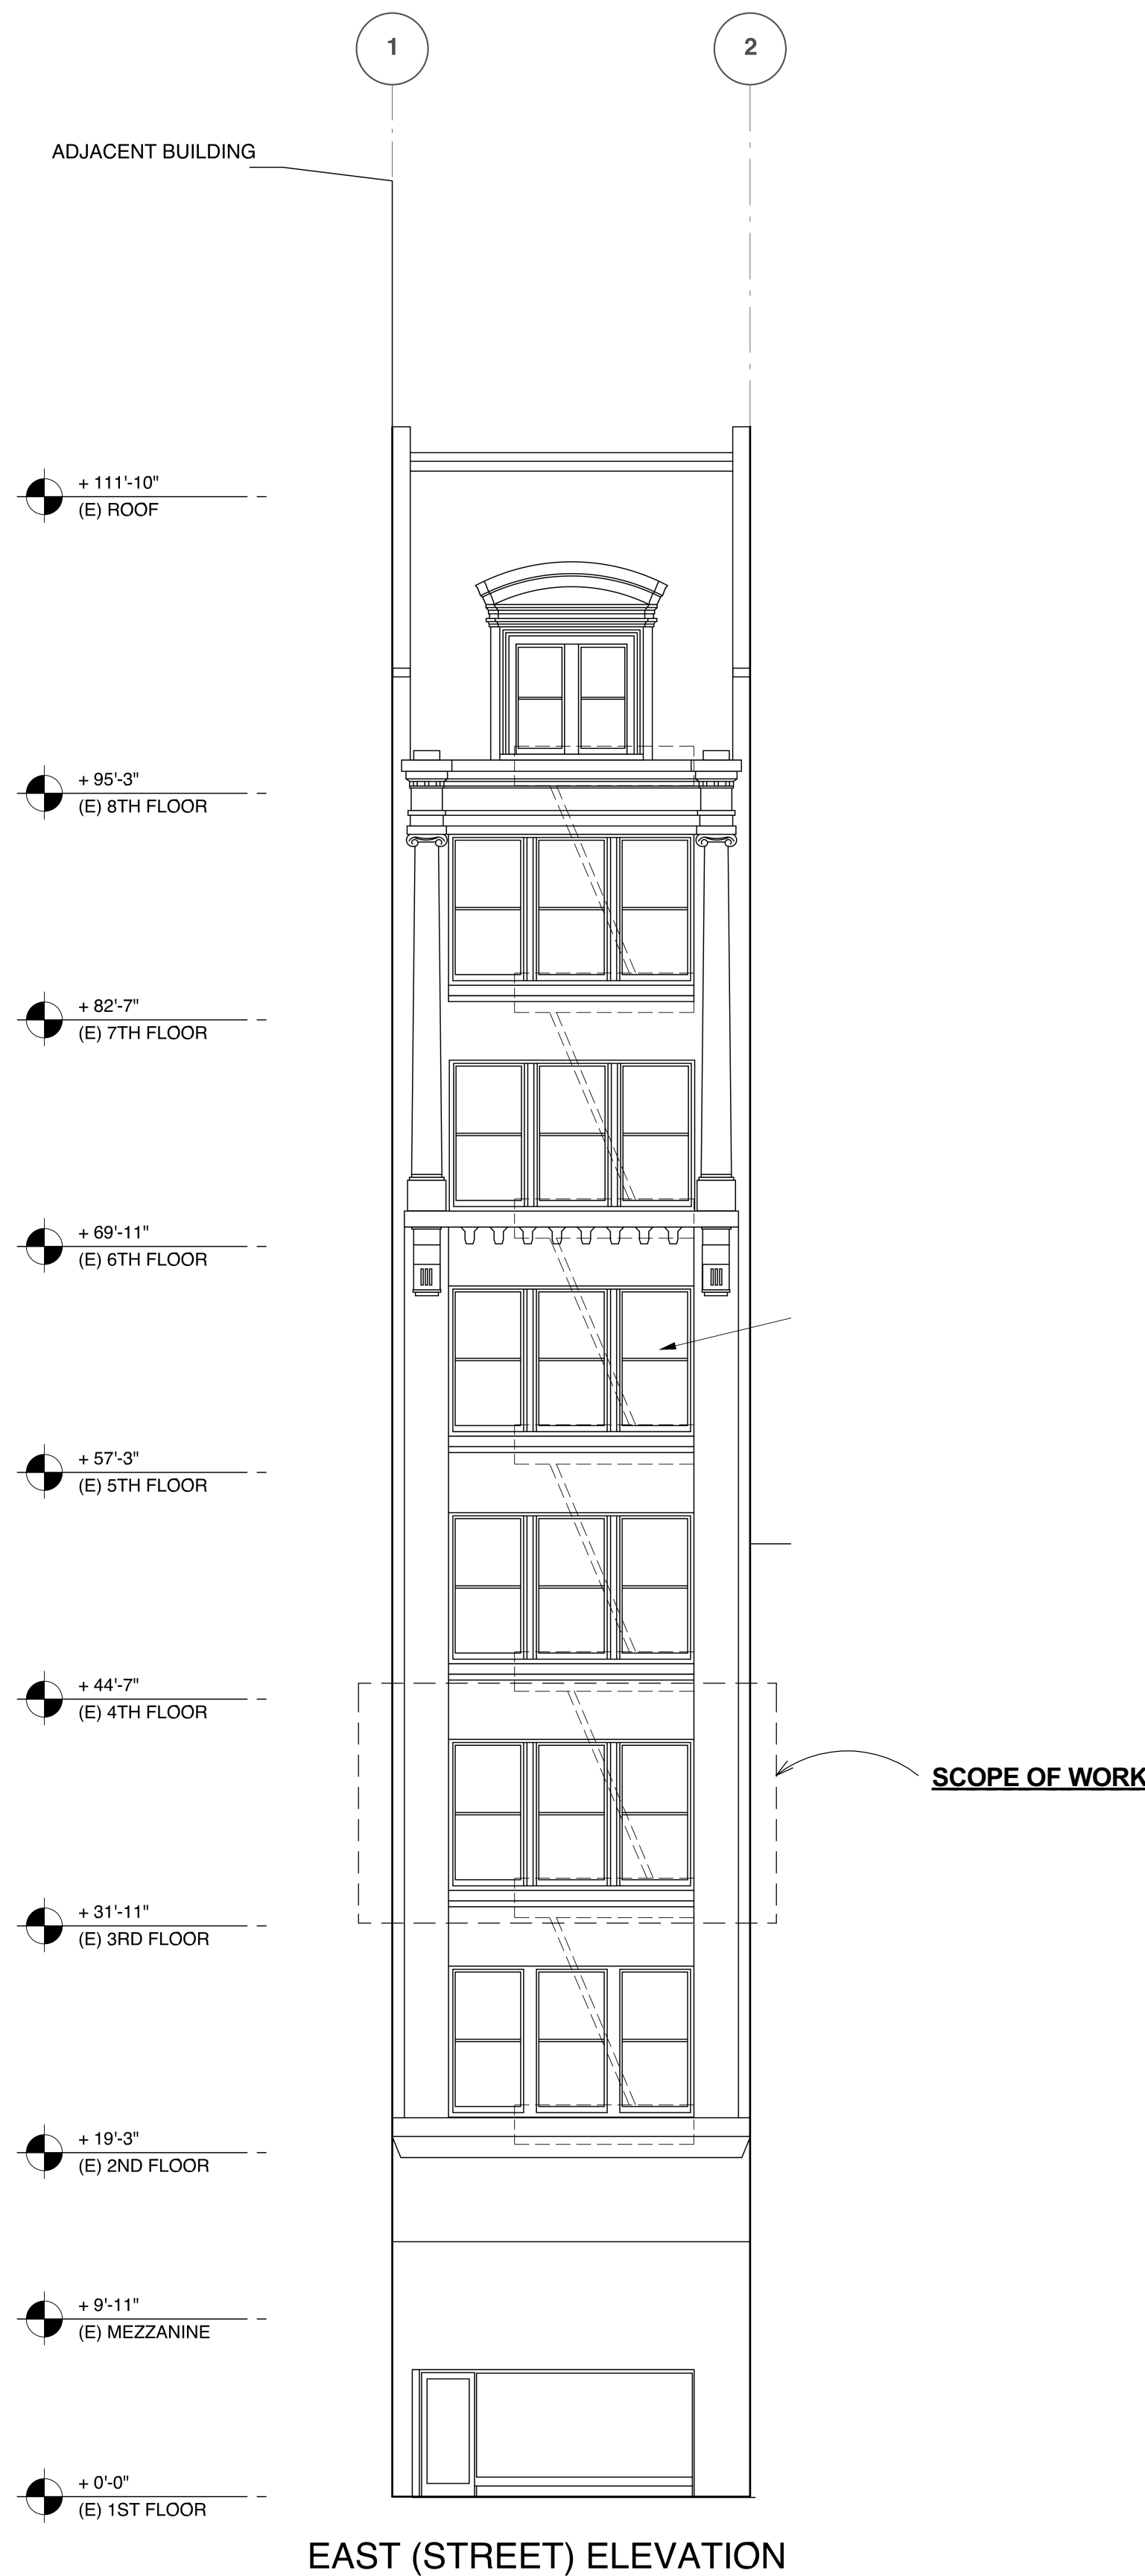 1
2
ADJACENT BUILDING
+ 111'-10"
(E) ROOF
+ 95'-3"
(E) 8TH FLOOR
+ 82'-7"
(E) 7TH FLOOR
+ 69'-11"
(E) 6TH FLOOR
+ 57'-3"
(E) 5TH FLOOR
+ 44'-7"
(E) 4TH FLOOR
SCOPE OF WORK
+ 31'-11"
(E) 3RD FLOOR
+ 19'-3"
(E) 2ND FLOOR
+ 9'-11"
(E) MEZZANINE
+ 0'-0"
(E) 1ST FLOOR
EAST (STREET) ELEVATION